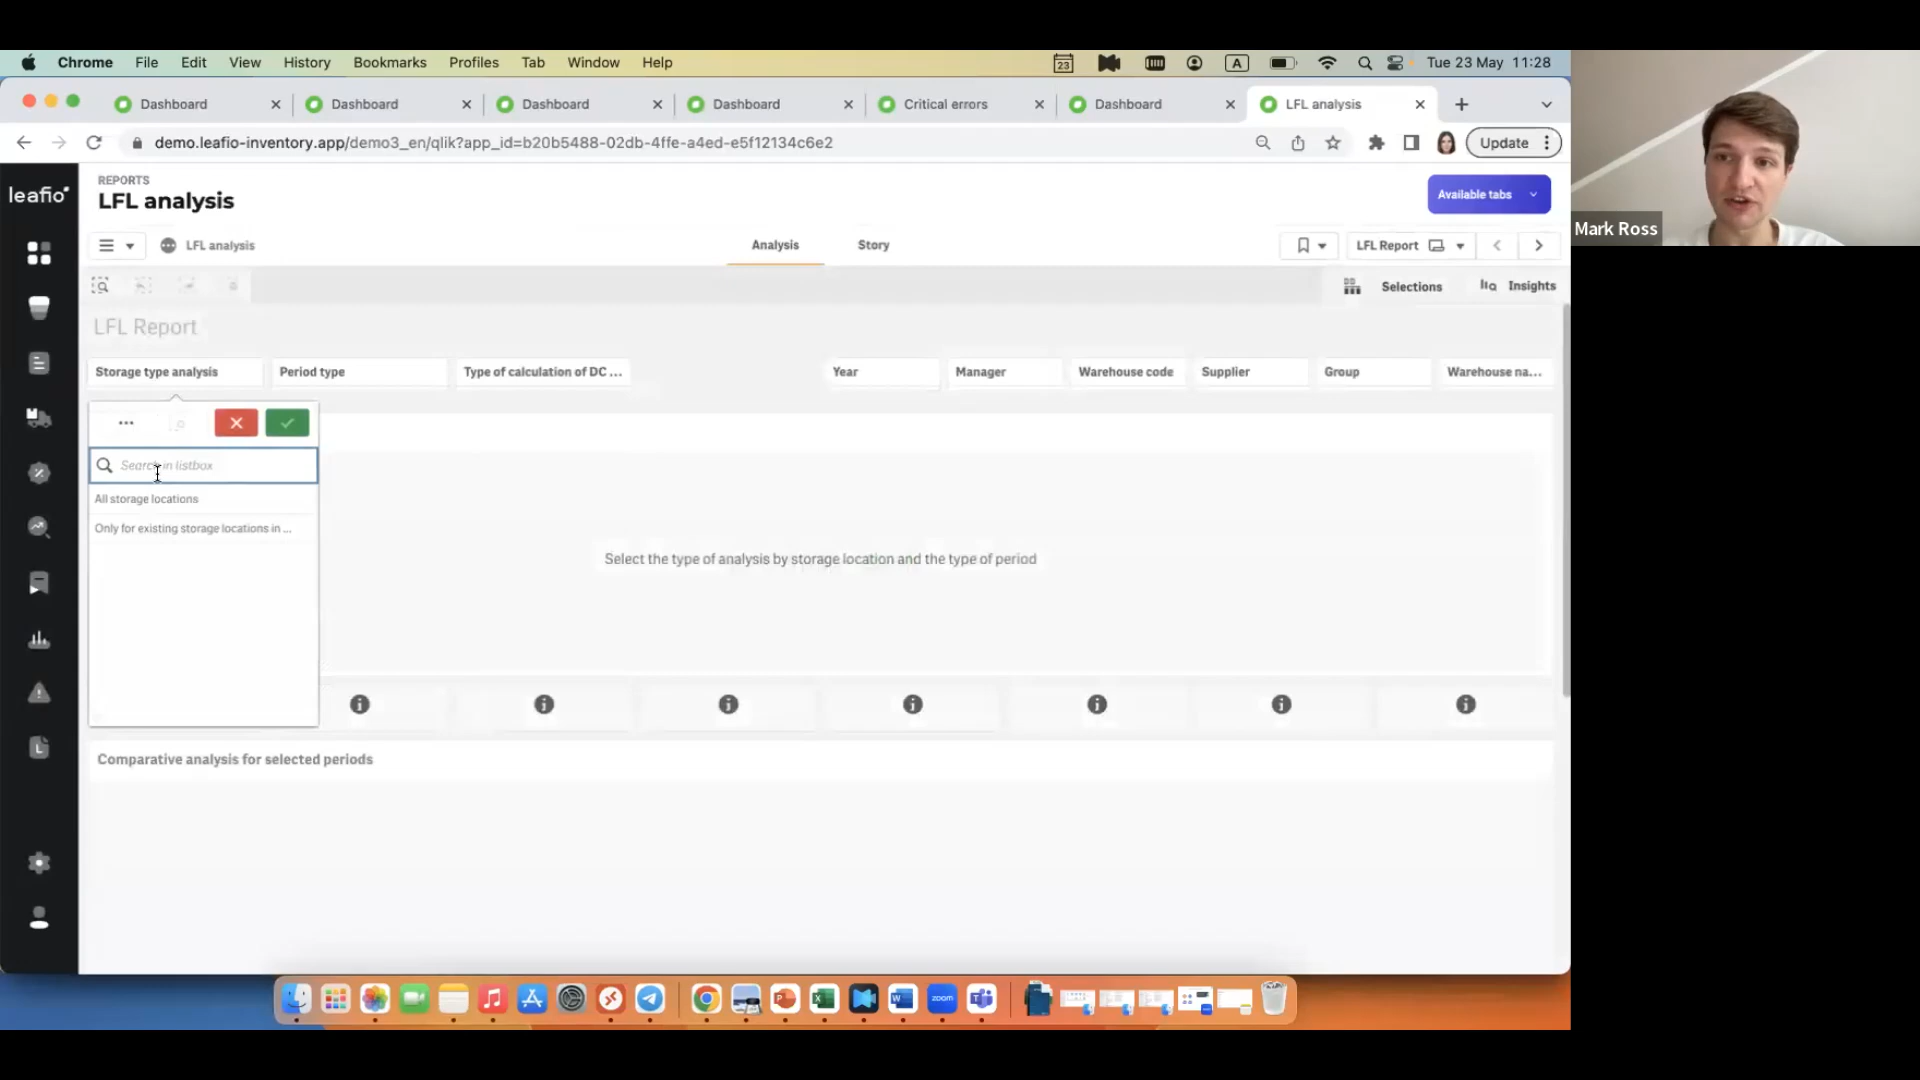 Chrome File Edit View History Bookmarks Profiles Tab Window Help
23
A
Tue 23 May 11:28
Dashboard
Dashboard
Dashboard
Dashboard
Critical errors
Dashboard
LFL analysis
demo.leafio-inventory.app/demo3_en/qlik?app_id=b20b5488-02db-4ffe-a4ed-e5f12134c6e2
Update
Mark Ross
leafio
REPORTS
LFL analysis
Available tabs
LFL analysis
Analysis
Story
LFL Report
Selections
Insights
LFL Report
Storage type analysis
Period type
Type of calculation of DC ...
Year
Manager
Warehouse code
Supplier
Group
Warehouse na...
Search in listbox
All storage locations
Only for existing storage locations in ...
Select the type of analysis by storage location and the type of period
Comparative analysis for selected periods
zoom